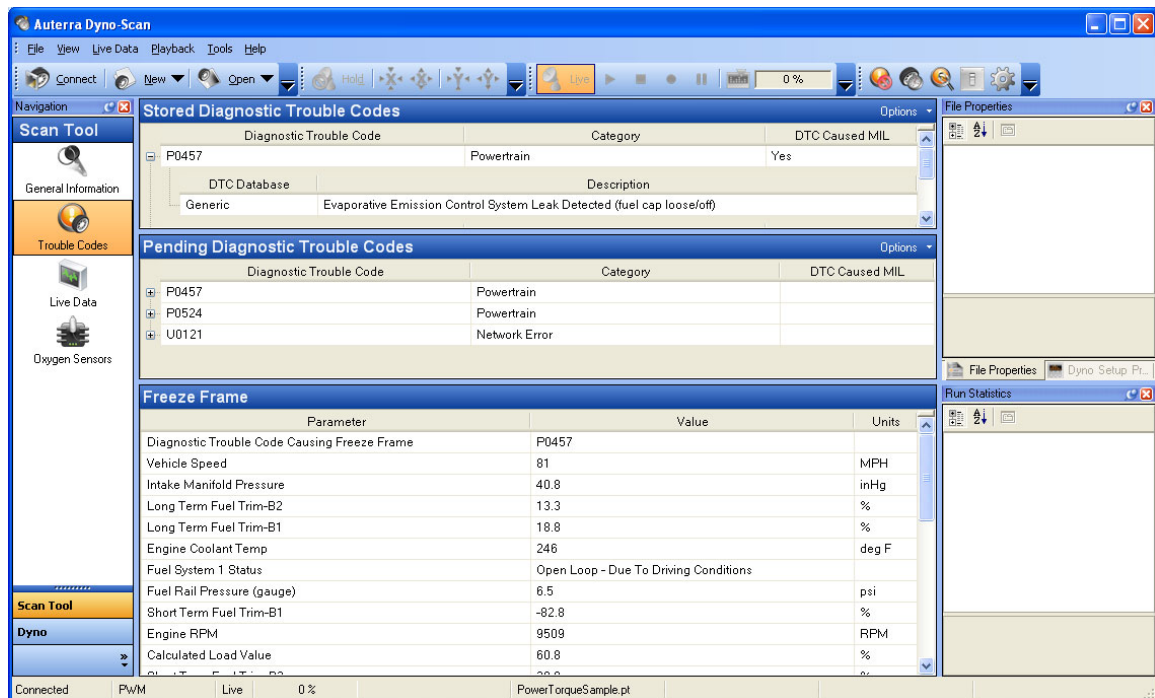 Auterra Dyno-Scan
File View Live Data Playback Tools Help
Connect New Open Hold X X Y Y Live 0 %
Navigation
Scan Tool
General Information
Trouble Codes
Live Data
Oxygen Sensors
Scan Tool
Dyno
Stored Diagnostic Trouble Codes Options
Diagnostic Trouble Code Category DTC Caused MIL
P0457 Powertrain Yes
DTC Database Description
Generic Evaporative Emission Control System Leak Detected (fuel cap loose/off)
Pending Diagnostic Trouble Codes Options
Diagnostic Trouble Code Category DTC Caused MIL
P0457 Powertrain
P0524 Powertrain
U0121 Network Error
Freeze Frame
Parameter Value Units
Diagnostic Trouble Code Causing Freeze Frame P0457
Vehicle Speed 81 MPH
Intake Manifold Pressure 40.8 inHg
Long Term Fuel Trim-B2 13.3 %
Long Term Fuel Trim-B1 18.8 %
Engine Coolant Temp 246 deg F
Fuel System 1 Status Open Loop - Due To Driving Conditions
Fuel Rail Pressure (gauge) 6.5 psi
Short Term Fuel Trim-B1 -82.8 %
Engine RPM 9509 RPM
Calculated Load Value 60.8 %
File Properties
File Properties Dyno Setup Pr...
Run Statistics
Connected PWM Live 0 % PowerTorqueSample.pt